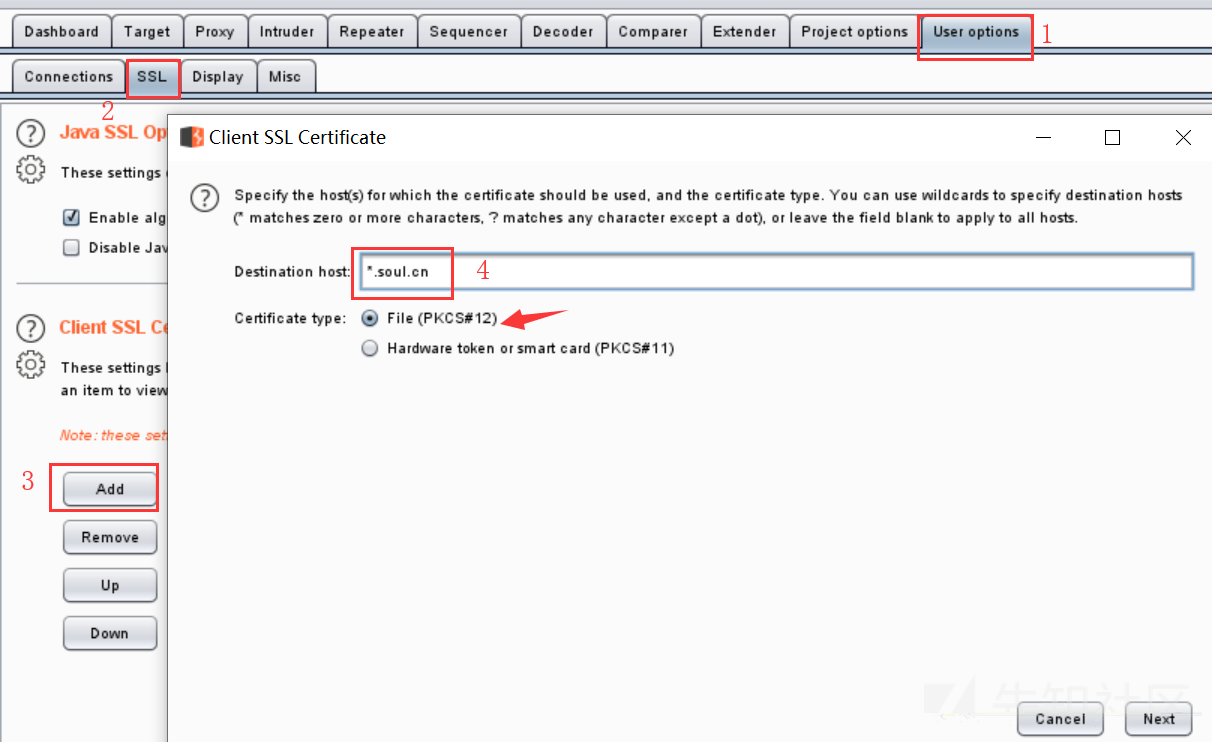 Dashboard Target Proxy Intruder Repeater Sequencer Decoder Comparer Extender Project options User options 1
Connections SSL Display Misc
2
Java SSL Op
Client SSL Certificate
These settings
Specify the host(s) for which the certificate should be used, and the certificate type. You can use wildcards to specify destination hosts
(* matches zero or more characters, ? matches any character except a dot), or leave the field blank to apply to all hosts.
Enable alg
Disable Jav
Destination host: *.soul.cn 4
Certificate type: File (PKCS#12)
Hardware token or smart card (PKCS#11)
Client SSL Ce
These settings
an item to view
Note: these set
3 Add
Remove
Up
Down
先知社区
Cancel Next